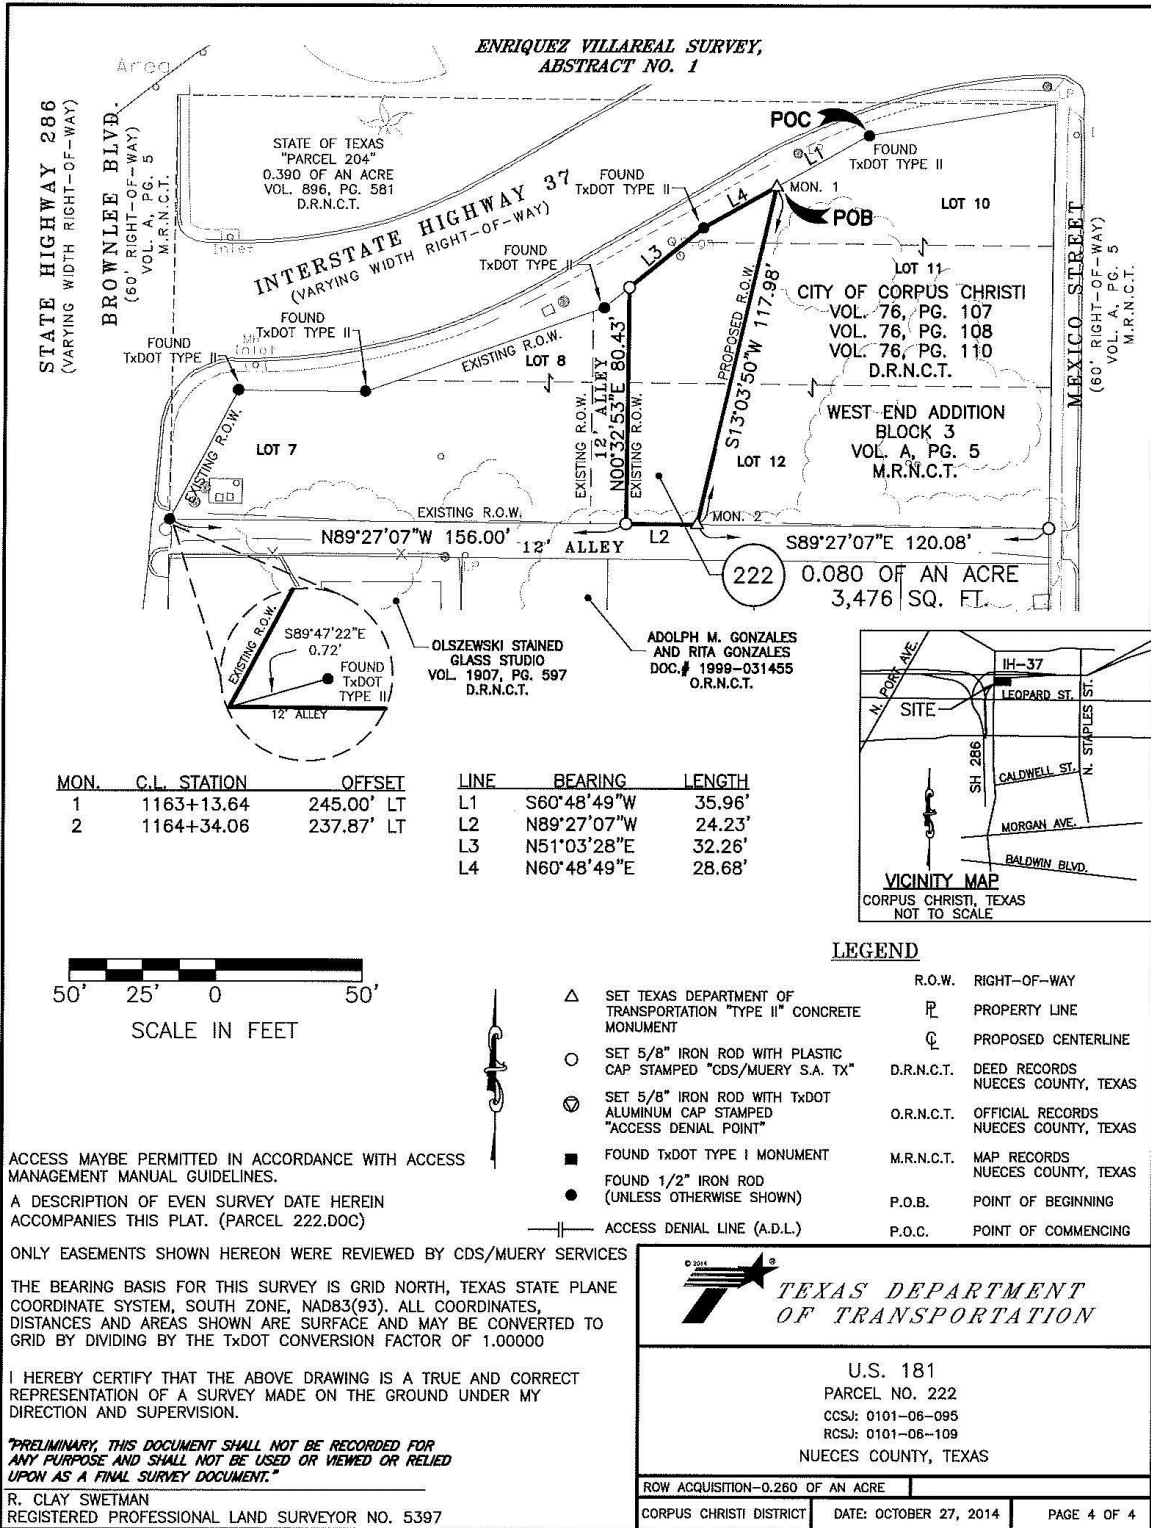 ENRIQUEZ VILLAREAL SURVEY,
ABSTRACT NO. 1
Area
STATE HIGHWAY 286
(VARYING WIDTH RIGHT-OF-WAY)
BROWNLEE BLVD.
(60' RIGHT-OF-WAY)
VOL. A, PG. 5
M.R.N.C.T.
STATE OF TEXAS
"PARCEL 204"
0.390 OF AN ACRE
VOL. 896, PG. 581
D.R.N.C.T.
Inlet
INTERSTATE HIGHWAY 37
(VARYING WIDTH RIGHT-OF-WAY)
POC
FOUND
TxDOT TYPE II
L1
LP
FOUND
TxDOT TYPE II
L4
MON. 1
POB
LOT 10
FOUND
TxDOT TYPE II
L3
LOT 11
CITY OF CORPUS CHRISTI
VOL. 76, PG. 107
VOL. 76, PG. 108
VOL. 76, PG. 110
D.R.N.C.T.
MEXICO STREET
(60' RIGHT-OF-WAY)
VOL. A, PG. 5
M.R.N.C.T.
FOUND
TxDOT TYPE II
FOUND
TxDOT TYPE II
MH
Inlet
EXISTING R.O.W.
LOT 8
EXISTING R.O.W.
12' ALLEY
N00°32'53"E 80.43'
EXISTING R.O.W.
PROPOSED R.O.W.
S13°03'50"W 117.98'
WEST END ADDITION
BLOCK 3
VOL. A, PG. 5
M.R.N.C.T.
EXISTING R.O.W.
LOT 7
LOT 12
EXISTING R.O.W.
MON. 2
N89°27'07"W 156.00'
12' ALLEY
L2
S89°27'07"E 120.08'
LP
222
0.080 OF AN ACRE
3,476 SQ. FT.
EXISTING R.O.W.
S89°47'22"E
0.72'
FOUND
TxDOT
TYPE II
12' ALLEY
OLSZEWSKI STAINED
GLASS STUDIO
VOL. 1907, PG. 597
D.R.N.C.T.
ADOLPH M. GONZALES
AND RITA GONZALES
DOC.# 1999-031455
O.R.N.C.T.
N. PORT AVE.
IH-37
LEOPARD ST.
SITE
SH 286
N. STAPLES ST.
CALDWELL ST.
MORGAN AVE.
BALDWIN BLVD.
VICINITY MAP
CORPUS CHRISTI, TEXAS
NOT TO SCALE
MON. C.L. STATION OFFSET
1 1163+13.64 245.00' LT
2 1164+34.06 237.87' LT
LINE BEARING LENGTH
L1 S60°48'49"W 35.96'
L2 N89°27'07"W 24.23'
L3 N51°03'28"E 32.26'
L4 N60°48'49"E 28.68'
50' 25' 0 50'
SCALE IN FEET
LEGEND
SET TEXAS DEPARTMENT OF
TRANSPORTATION "TYPE II" CONCRETE
MONUMENT
SET 5/8" IRON ROD WITH PLASTIC
CAP STAMPED "CDS/MUERY S.A. TX"
SET 5/8" IRON ROD WITH TxDOT
ALUMINUM CAP STAMPED
"ACCESS DENIAL POINT"
FOUND TxDOT TYPE I MONUMENT
FOUND 1/2" IRON ROD
(UNLESS OTHERWISE SHOWN)
ACCESS DENIAL LINE (A.D.L.)
R.O.W. RIGHT-OF-WAY
PL PROPERTY LINE
CL PROPOSED CENTERLINE
D.R.N.C.T. DEED RECORDS
NUECES COUNTY, TEXAS
O.R.N.C.T. OFFICIAL RECORDS
NUECES COUNTY, TEXAS
M.R.N.C.T. MAP RECORDS
NUECES COUNTY, TEXAS
P.O.B. POINT OF BEGINNING
P.O.C. POINT OF COMMENCING
ACCESS MAYBE PERMITTED IN ACCORDANCE WITH ACCESS
MANAGEMENT MANUAL GUIDELINES.
A DESCRIPTION OF EVEN SURVEY DATE HEREIN
ACCOMPANIES THIS PLAT. (PARCEL 222.DOC)
ONLY EASEMENTS SHOWN HEREON WERE REVIEWED BY CDS/MUERY SERVICES
THE BEARING BASIS FOR THIS SURVEY IS GRID NORTH, TEXAS STATE PLANE
COORDINATE SYSTEM, SOUTH ZONE, NAD83(93). ALL COORDINATES,
DISTANCES AND AREAS SHOWN ARE SURFACE AND MAY BE CONVERTED TO
GRID BY DIVIDING BY THE TxDOT CONVERSION FACTOR OF 1.00000
I HEREBY CERTIFY THAT THE ABOVE DRAWING IS A TRUE AND CORRECT
REPRESENTATION OF A SURVEY MADE ON THE GROUND UNDER MY
DIRECTION AND SUPERVISION.
"PRELIMINARY, THIS DOCUMENT SHALL NOT BE RECORDED FOR
ANY PURPOSE AND SHALL NOT BE USED OR VIEWED OR RELIED
UPON AS A FINAL SURVEY DOCUMENT."
R. CLAY SWETMAN
REGISTERED PROFESSIONAL LAND SURVEYOR NO. 5397
© 2014
®
TEXAS DEPARTMENT
OF TRANSPORTATION
U.S. 181
PARCEL NO. 222
CCSJ: 0101-06-095
RCSJ: 0101-06-109
NUECES COUNTY, TEXAS
ROW ACQUISITION-0.260 OF AN ACRE
CORPUS CHRISTI DISTRICT DATE: OCTOBER 27, 2014 PAGE 4 OF 4